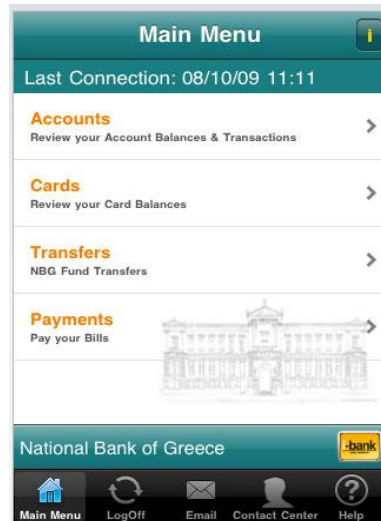 Main Menu
i
Last Connection: 08/10/09 11:11
Accounts
Review your Account Balances & Transactions
Cards
Review your Card Balances
Transfers
NBG Fund Transfers
Payments
Pay your Bills
National Bank of Greece
-bank
Main Menu LogOff Email Contact Center Help